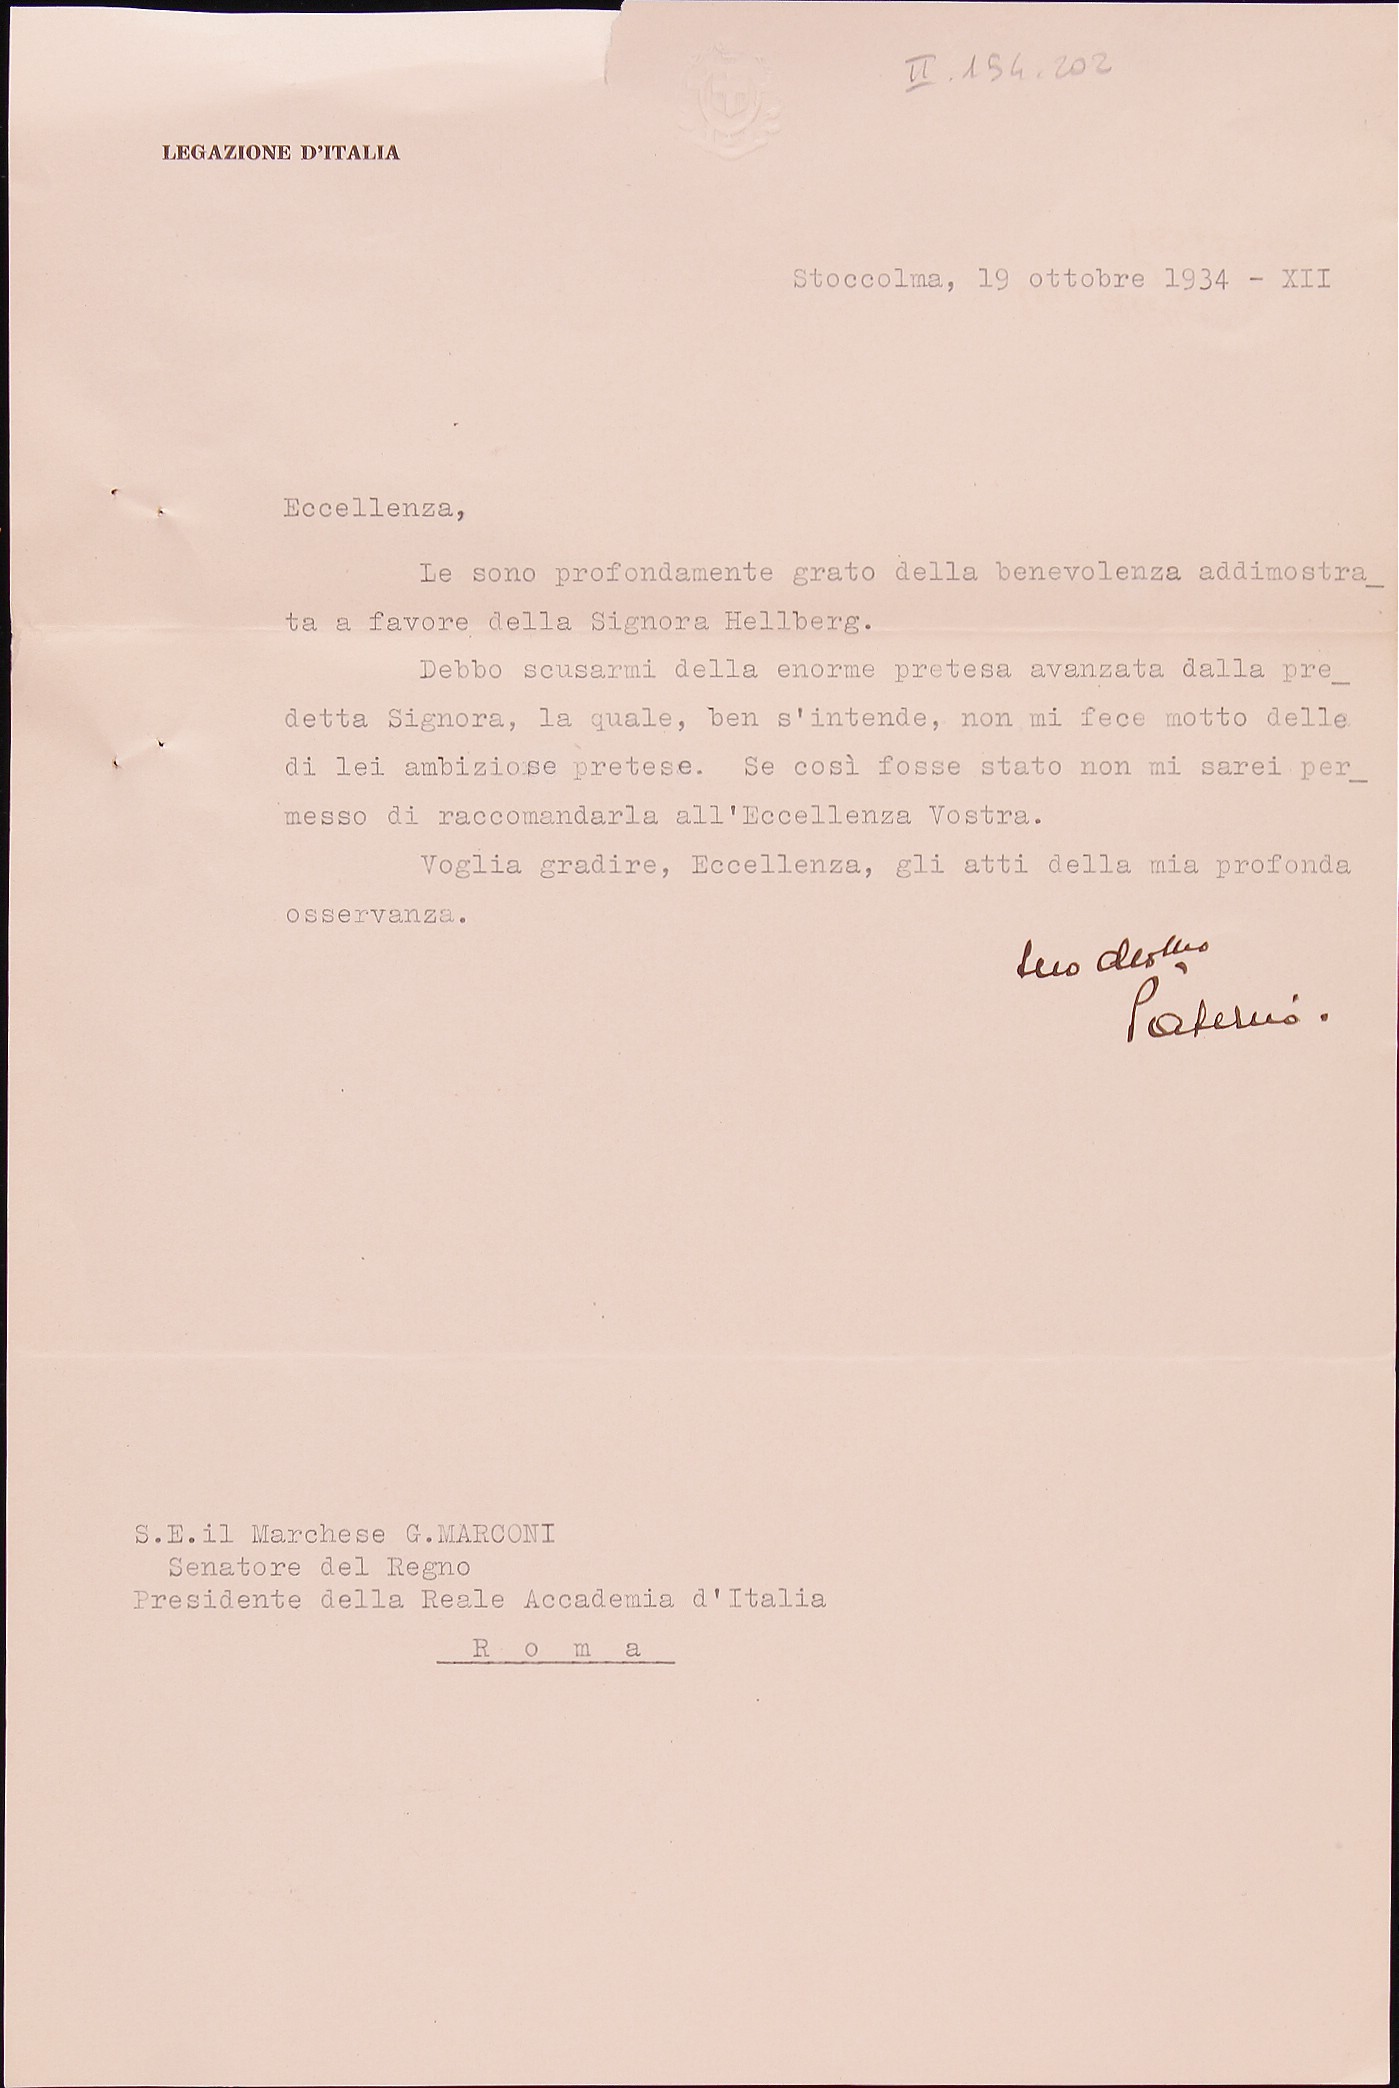 II.194.202
LEGAZIONE D'ITALIA
Stoccolma, 19 ottobre 1934 - XII
Eccellenza,
Le sono profondamente grato della benevolenza addimostra_
ta a favore della Signora Hellberg.
Debbo scusarmi della enorme pretesa avanzata dalla pre_
detta Signora, la quale, ben s'intende, non mi fece motto delle
di lei ambiziose pretese. Se così fosse stato non mi sarei per_
messo di raccomandarla all'Eccellenza Vostra.
Voglia gradire, Eccellenza, gli atti della mia profonda
osservanza.
suo devmo
Paternò.
S.E.il Marchese G.MARCONI
Senatore del Regno
Presidente della Reale Accademia d'Italia
R o m a